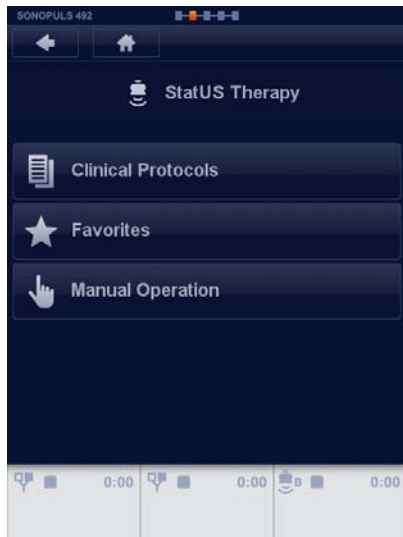 SONOPULS 492
StatUS Therapy
Clinical Protocols
Favorites
Manual Operation
0:00 0:00 B 0:00